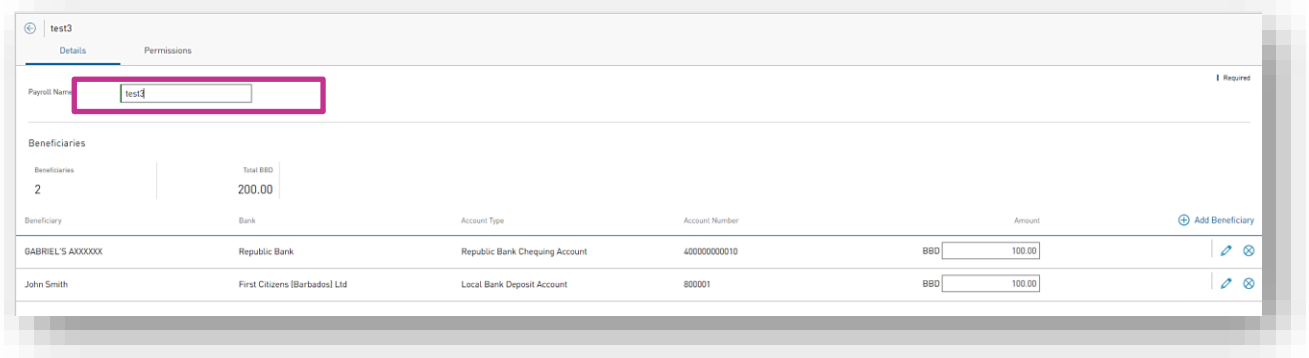 test3
Details Permissions
Required
Payroll Name test3
Beneficiaries
Beneficiaries Total BBD
2 200.00
Beneficiary Bank Account Type Account Number Amount Add Beneficiary
GABRIEL'S AXXXXXX Republic Bank Republic Bank Chequing Account 400000000010 BBD 100.00
John Smith First Citizens (Barbados) Ltd Local Bank Deposit Account 800001 BBD 100.00